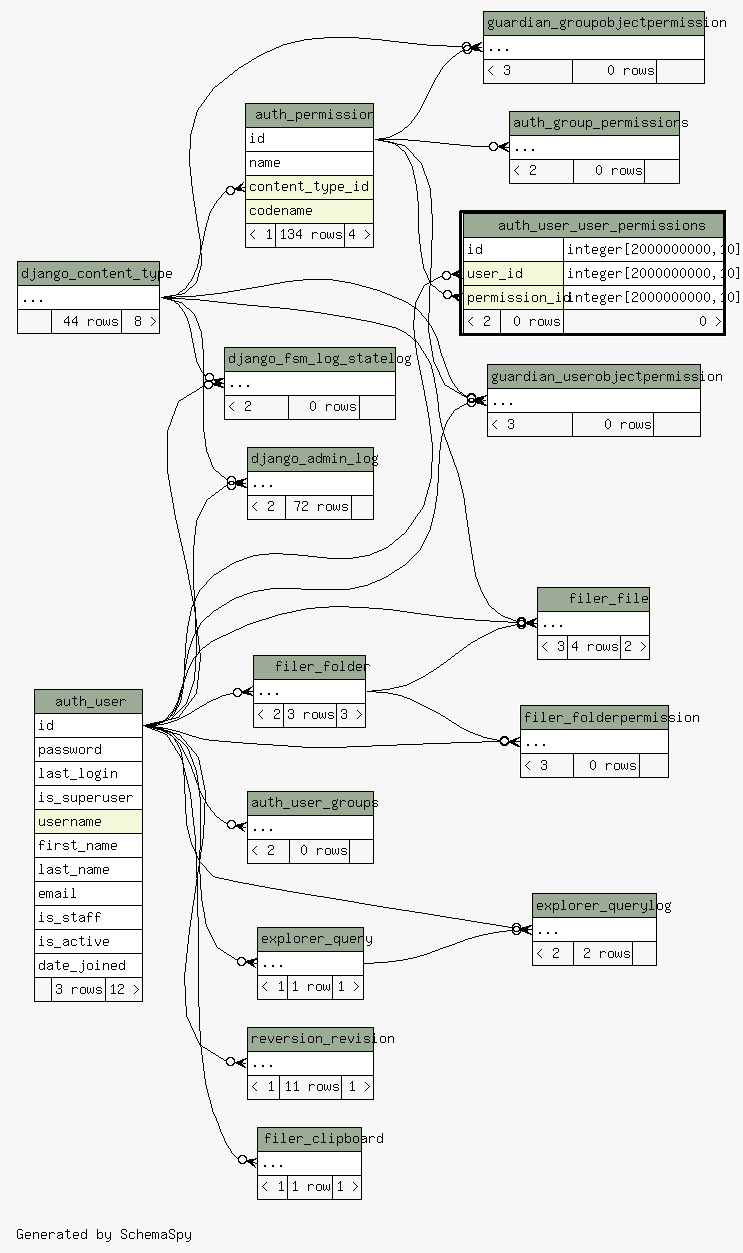 guardian_groupobjectpermission
...
< 3 0 rows
auth_permission
id
name
content_type_id
codename
< 1 134 rows 4 >
auth_group_permissions
...
< 2 0 rows
auth_user_user_permissions
id integer[2000000000,10]
user_id integer[2000000000,10]
permission_id integer[2000000000,10]
< 2 0 rows 0 >
django_content_type
...
44 rows 8 >
django_fsm_log_statelog
...
< 2 0 rows
guardian_userobjectpermission
...
< 3 0 rows
django_admin_log
...
< 2 72 rows
filer_file
...
< 3 4 rows 2 >
filer_folder
...
< 2 3 rows 3 >
auth_user
id
password
last_login
is_superuser
username
first_name
last_name
email
is_staff
is_active
date_joined
3 rows 12 >
filer_folderpermission
...
< 3 0 rows
auth_user_groups
...
< 2 0 rows
explorer_querylog
...
< 2 2 rows
explorer_query
...
< 1 1 row 1 >
reversion_revision
...
< 1 11 rows 1 >
filer_clipboard
...
< 1 1 row 1 >
Generated by SchemaSpy